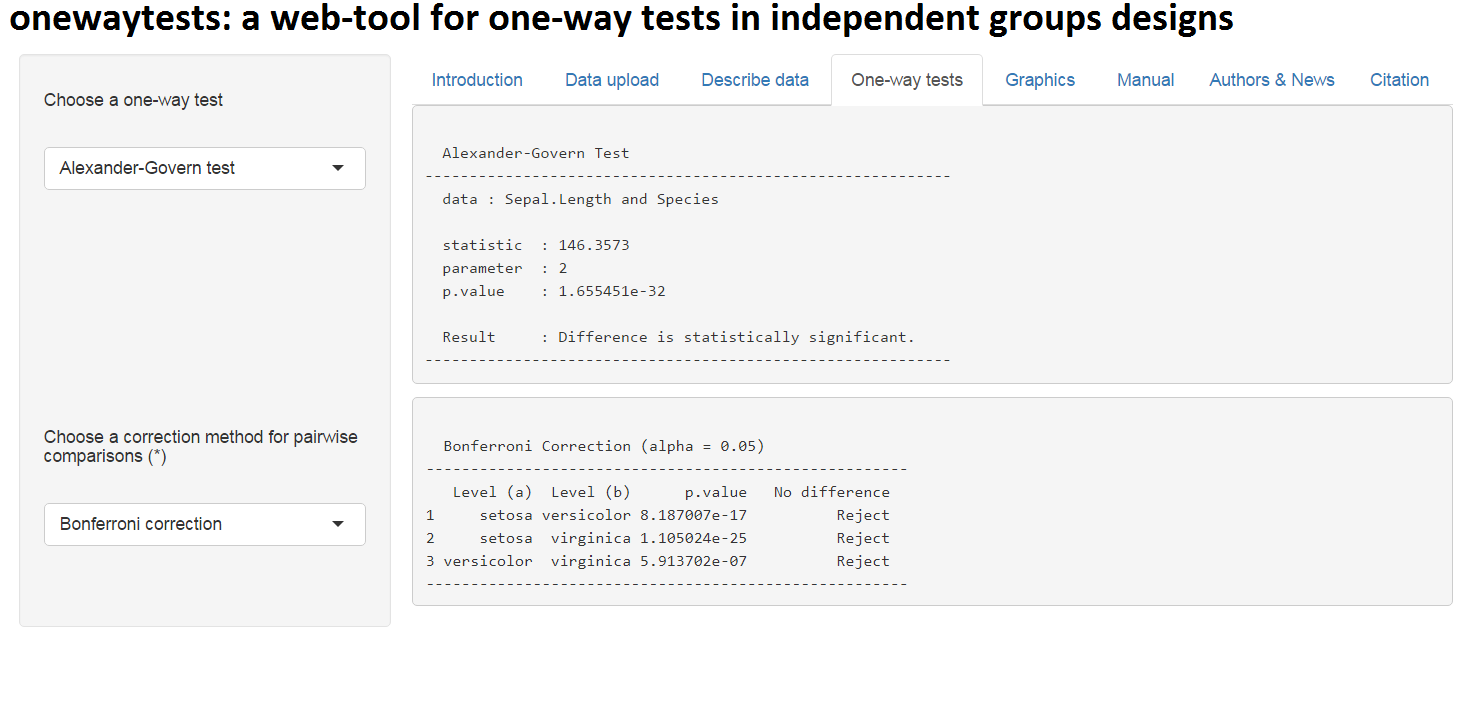 onewaytests: a web-tool for one-way tests in independent groups designs
Introduction Data upload Describe data One-way tests Graphics Manual Authors & News Citation
Choose a one-way test
Alexander-Govern test
Choose a correction method for pairwise
comparisons (*)
Bonferroni correction
Alexander-Govern Test
-----------------------------------------------------------
data : Sepal.Length and Species
statistic : 146.3573
parameter : 2
p.value : 1.655451e-32
Result : Difference is statistically significant.
-----------------------------------------------------------
Bonferroni Correction (alpha = 0.05)
------------------------------------------------------
Level (a) Level (b) p.value No difference
1 setosa versicolor 8.187007e-17 Reject
2 setosa virginica 1.105024e-25 Reject
3 versicolor virginica 5.913702e-07 Reject
------------------------------------------------------